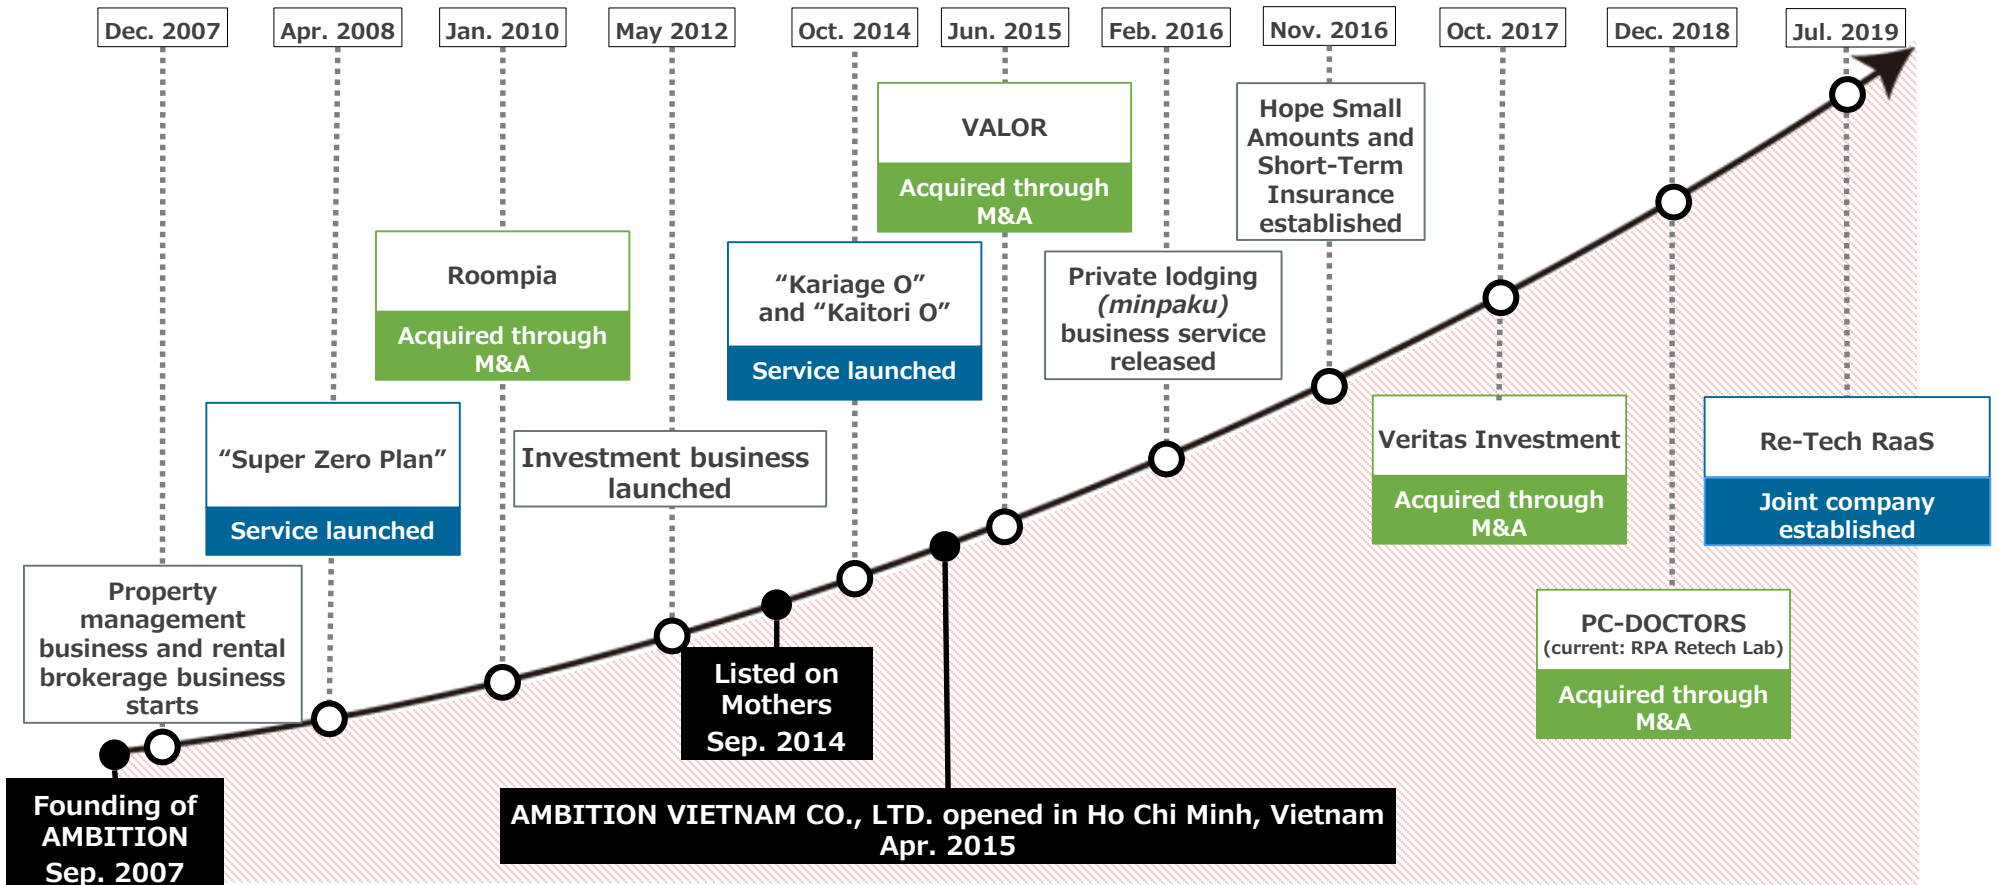 Dec. 2007
Apr. 2008
Jan. 2010
May 2012
Oct. 2014
Jun. 2015
Feb. 2016
Nov. 2016
Oct. 2017
Dec. 2018
Jul. 2019
Property
management
business and rental
brokerage business
starts
“Super Zero Plan”
Service launched
Roompia
Acquired through
M&A
Investment business
launched
“Kariage O”
and “Kaitori O”
Service launched
VALOR
Acquired through
M&A
Private lodging
(minpaku)
business service
released
Hope Small
Amounts and
Short-Term
Insurance
established
Veritas Investment
Acquired through
M&A
PC-DOCTORS
(current: RPA Retech Lab)
Acquired through
M&A
Re-Tech RaaS
Joint company
established
Founding of
AMBITION
Sep. 2007
Listed on
Mothers
Sep. 2014
AMBITION VIETNAM CO., LTD. opened in Ho Chi Minh, Vietnam
Apr. 2015